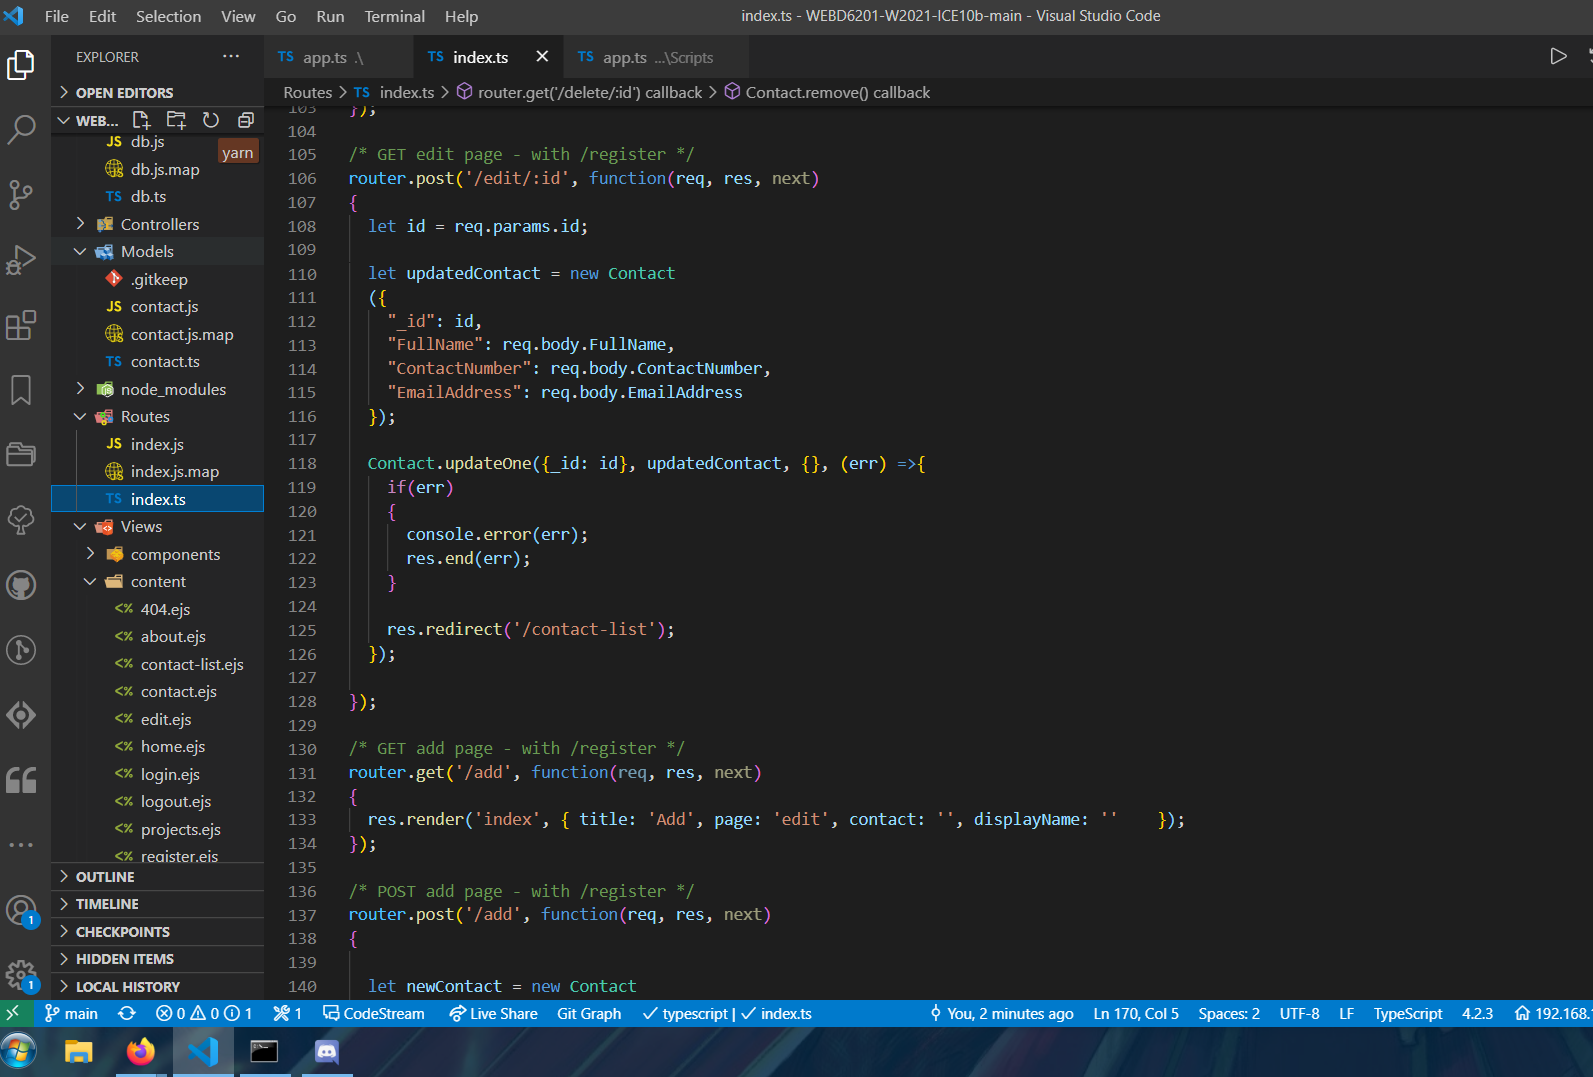 File Edit Selection View Go Run Terminal Help
index.ts - WEBD6201-W2021-ICE10b-main - Visual Studio Code
EXPLORER ···
TS app.ts .\
TS index.ts
TS app.ts ...\Scripts
OPEN EDITORS
Routes > TS index.ts > router.get('/delete/:id') callback > Contact.remove() callback
WEB...
JS db.js
yarn
db.js.map
TS db.ts
Controllers
Models
.gitkeep
JS contact.js
contact.js.map
TS contact.ts
node_modules
Routes
JS index.js
index.js.map
TS index.ts
Views
components
content
<% 404.ejs
<% about.ejs
<% contact-list.ejs
<% contact.ejs
<% edit.ejs
<% home.ejs
<% login.ejs
<% logout.ejs
<% projects.ejs
<% register.ejs
OUTLINE
TIMELINE
CHECKPOINTS
HIDDEN ITEMS
LOCAL HISTORY
103 });
104
105 /* GET edit page - with /register */
106 router.post('/edit/:id', function(req, res, next)
107 {
108 let id = req.params.id;
109
110 let updatedContact = new Contact
111 ({
112 "_id": id,
113 "FullName": req.body.FullName,
114 "ContactNumber": req.body.ContactNumber,
115 "EmailAddress": req.body.EmailAddress
116 });
117
118 Contact.updateOne({_id: id}, updatedContact, {}, (err) =>{
119 if(err)
120 {
121 console.error(err);
122 res.end(err);
123 }
124
125 res.redirect('/contact-list');
126 });
127
128 });
129
130 /* GET add page - with /register */
131 router.get('/add', function(req, res, next)
132 {
133 res.render('index', { title: 'Add', page: 'edit', contact: '', displayName: '' });
134 });
135
136 /* POST add page - with /register */
137 router.post('/add', function(req, res, next)
138 {
139
140 let newContact = new Contact
1
1
main 0 0 1 1 CodeStream Live Share Git Graph typescript | index.ts You, 2 minutes ago Ln 170, Col 5 Spaces: 2 UTF-8 LF TypeScript 4.2.3 192.168.